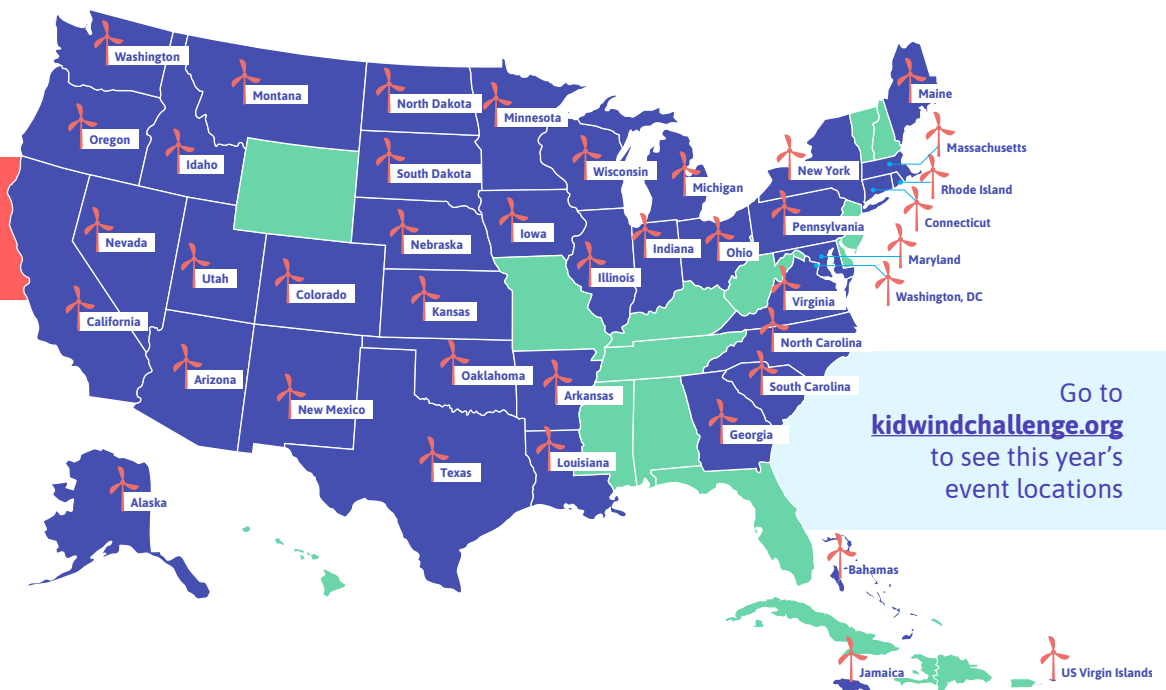 Washington
Montana
North Dakota
Minnesota
Maine
Oregon
Idaho
South Dakota
Wisconsin
Michigan
New York
Massachusetts
Rhode Island
Connecticut
Nevada
Utah
Colorado
Nebraska
Iowa
Illinois
Indiana
Ohio
Pennsylvania
Maryland
Washington, DC
California
Kansas
Virginia
North Carolina
Arizona
New Mexico
Oaklahoma
Arkansas
South Carolina
Georgia
Texas
Louisiana
Alaska
Go to
kidwindchallenge.org
to see this year’s
event locations
Bahamas
Jamaica
US Virgin Islands